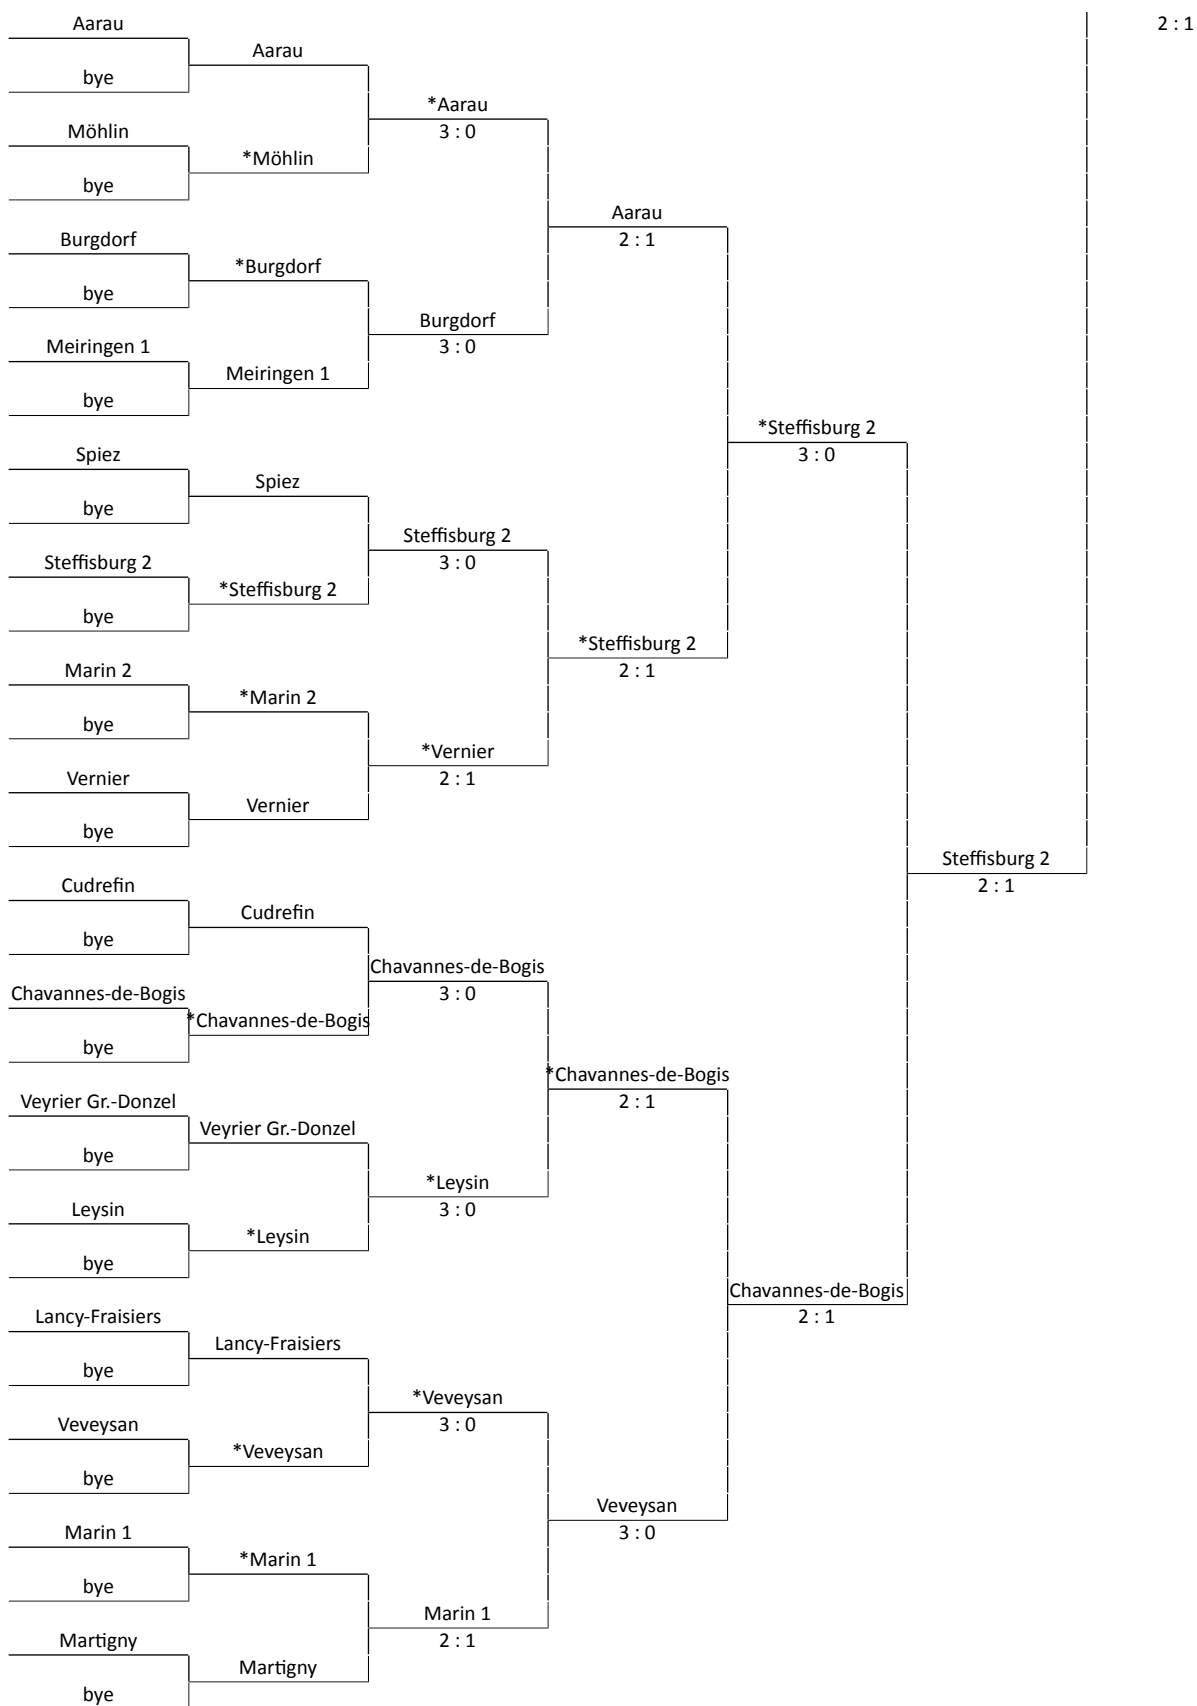 Aarau
2 : 1
Aarau
bye
*Aarau
Möhlin
3 : 0
*Möhlin
bye
Aarau
Burgdorf
2 : 1
*Burgdorf
bye
Burgdorf
Meiringen 1
3 : 0
Meiringen 1
bye
*Steffisburg 2
Spiez
3 : 0
Spiez
bye
Steffisburg 2
Steffisburg 2
3 : 0
*Steffisburg 2
bye
*Steffisburg 2
Marin 2
2 : 1
*Marin 2
bye
*Vernier
Vernier
2 : 1
Vernier
bye
Steffisburg 2
Cudrefin
2 : 1
Cudrefin
bye
Chavannes-de-Bogis
Chavannes-de-Bogis
3 : 0
*Chavannes-de-Bogis
bye
*Chavannes-de-Bogis
Veyrier Gr.-Donzel
2 : 1
Veyrier Gr.-Donzel
bye
*Leysin
Leysin
3 : 0
*Leysin
bye
Chavannes-de-Bogis
Lancy-Fraisiers
2 : 1
Lancy-Fraisiers
bye
*Veveysan
Veveysan
3 : 0
*Veveysan
bye
Veveysan
Marin 1
3 : 0
*Marin 1
bye
Marin 1
Martigny
2 : 1
Martigny
bye